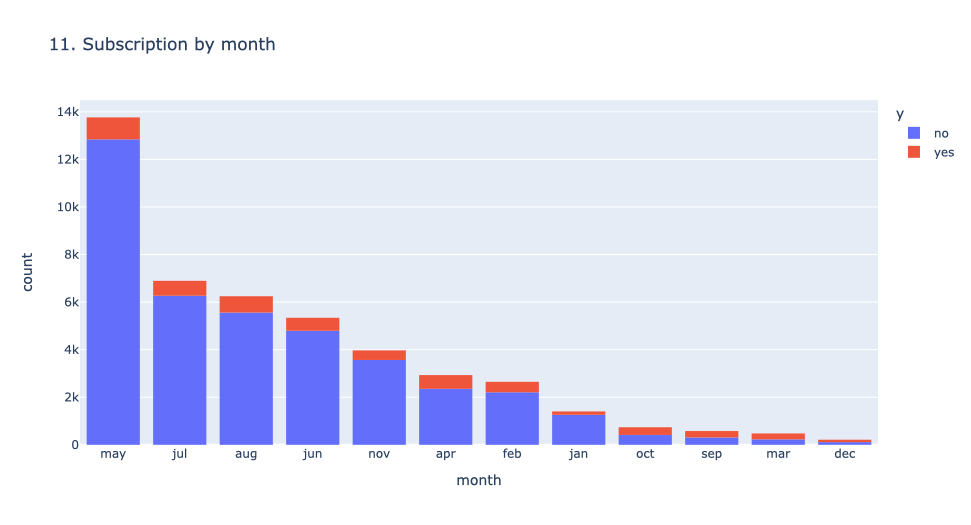 11. Subscription by month
y
no
yes
14k
12k
10k
8k
6k
4k
2k
0
count
may jul aug jun nov apr feb jan oct sep mar dec
month